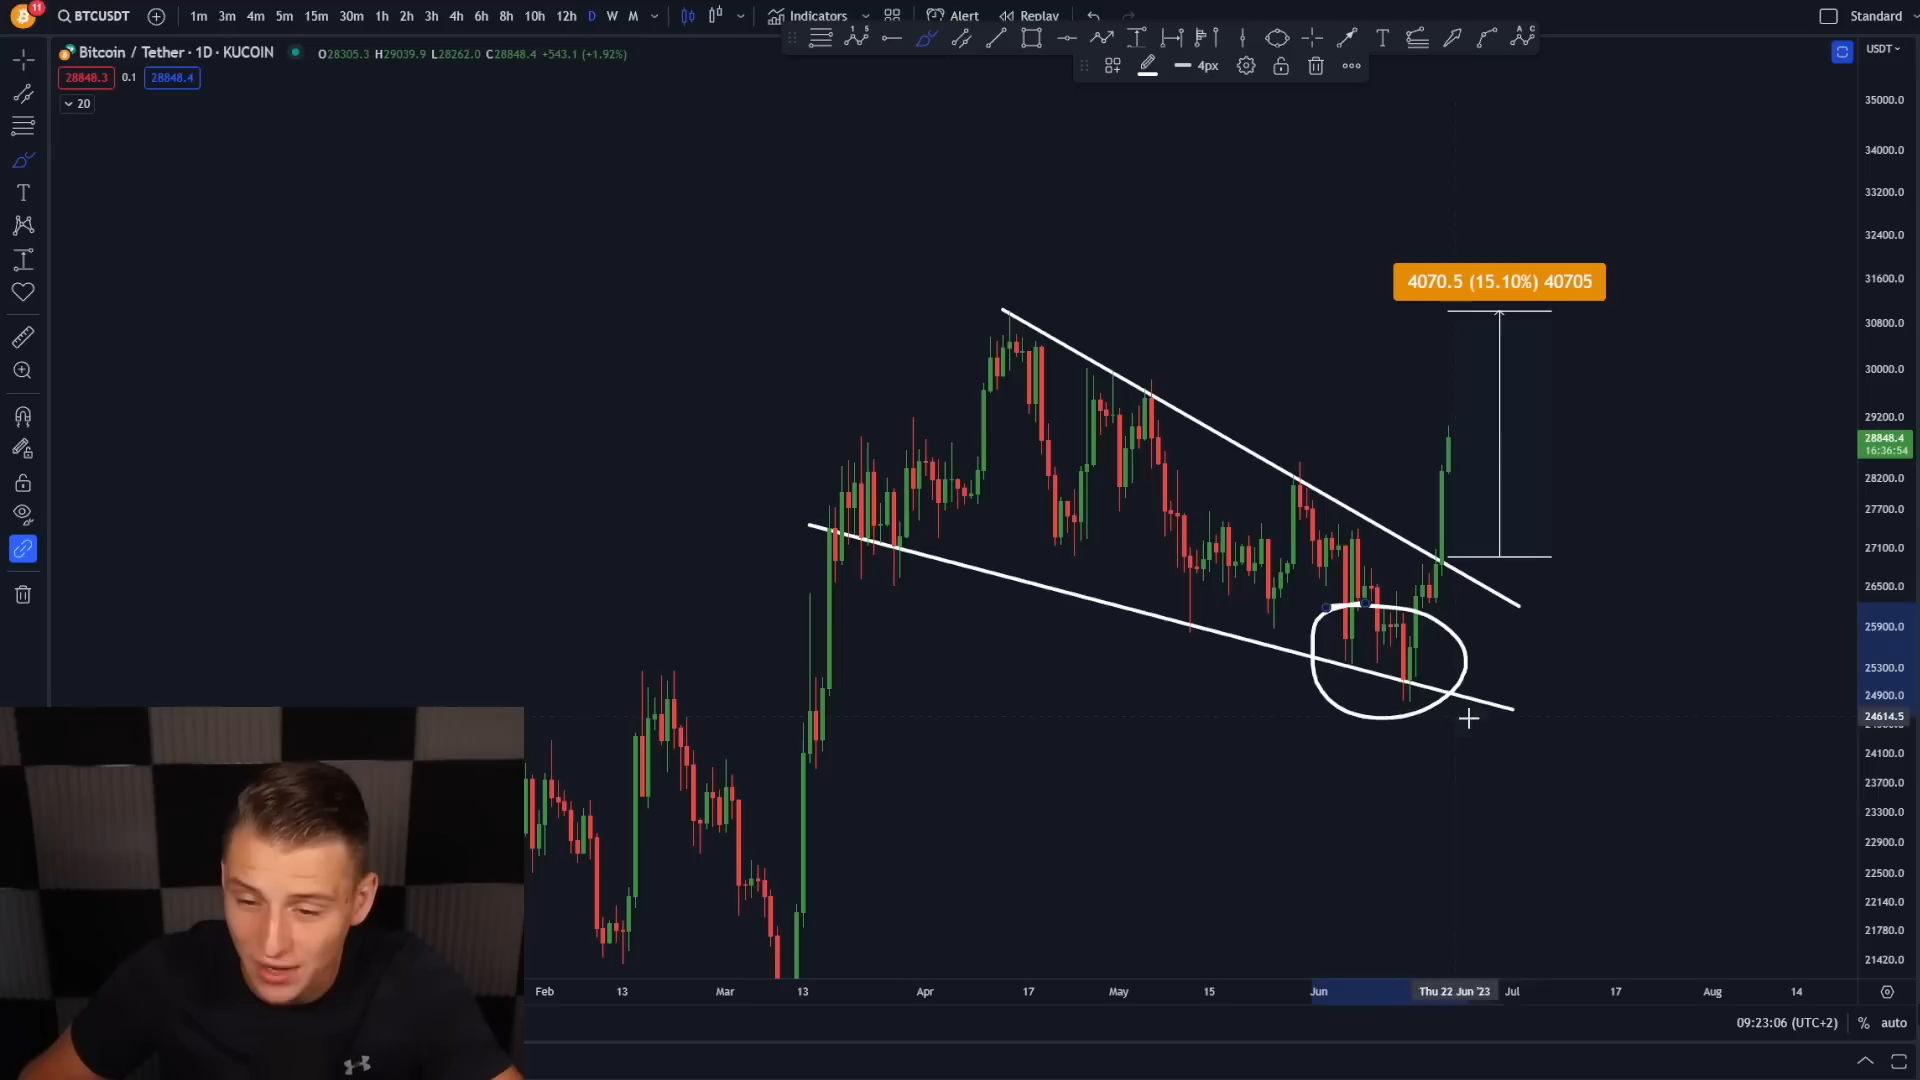 11
BTCUSDT
1m 3m 4m 5m 15m 30m 1h 2h 3h 4h 6h 8h 10h 12h D W M
Indicators
Alert
Replay
Standard
Bitcoin / Tether · 1D · KUCOIN
O28305.3 H29039.9 L28262.0 C28848.4 +543.1 (+1.92%)
USDT
28848.3 0.1 28848.4
4px
20
T
T
4070.5 (15.10%) 40705
35000.0
34000.0
33200.0
32400.0
31600.0
30800.0
30000.0
29200.0
28848.4
16:36:54
28200.0
27700.0
27100.0
26500.0
25900.0
25300.0
24900.0
24614.5
24100.0
23700.0
23300.0
22900.0
22500.0
22140.0
21780.0
21420.0
Feb 13 Mar 13 Apr 17 May 15 Jun Thu 22 Jun '23 Jul 17 Aug 14
09:23:06 (UTC+2) % auto